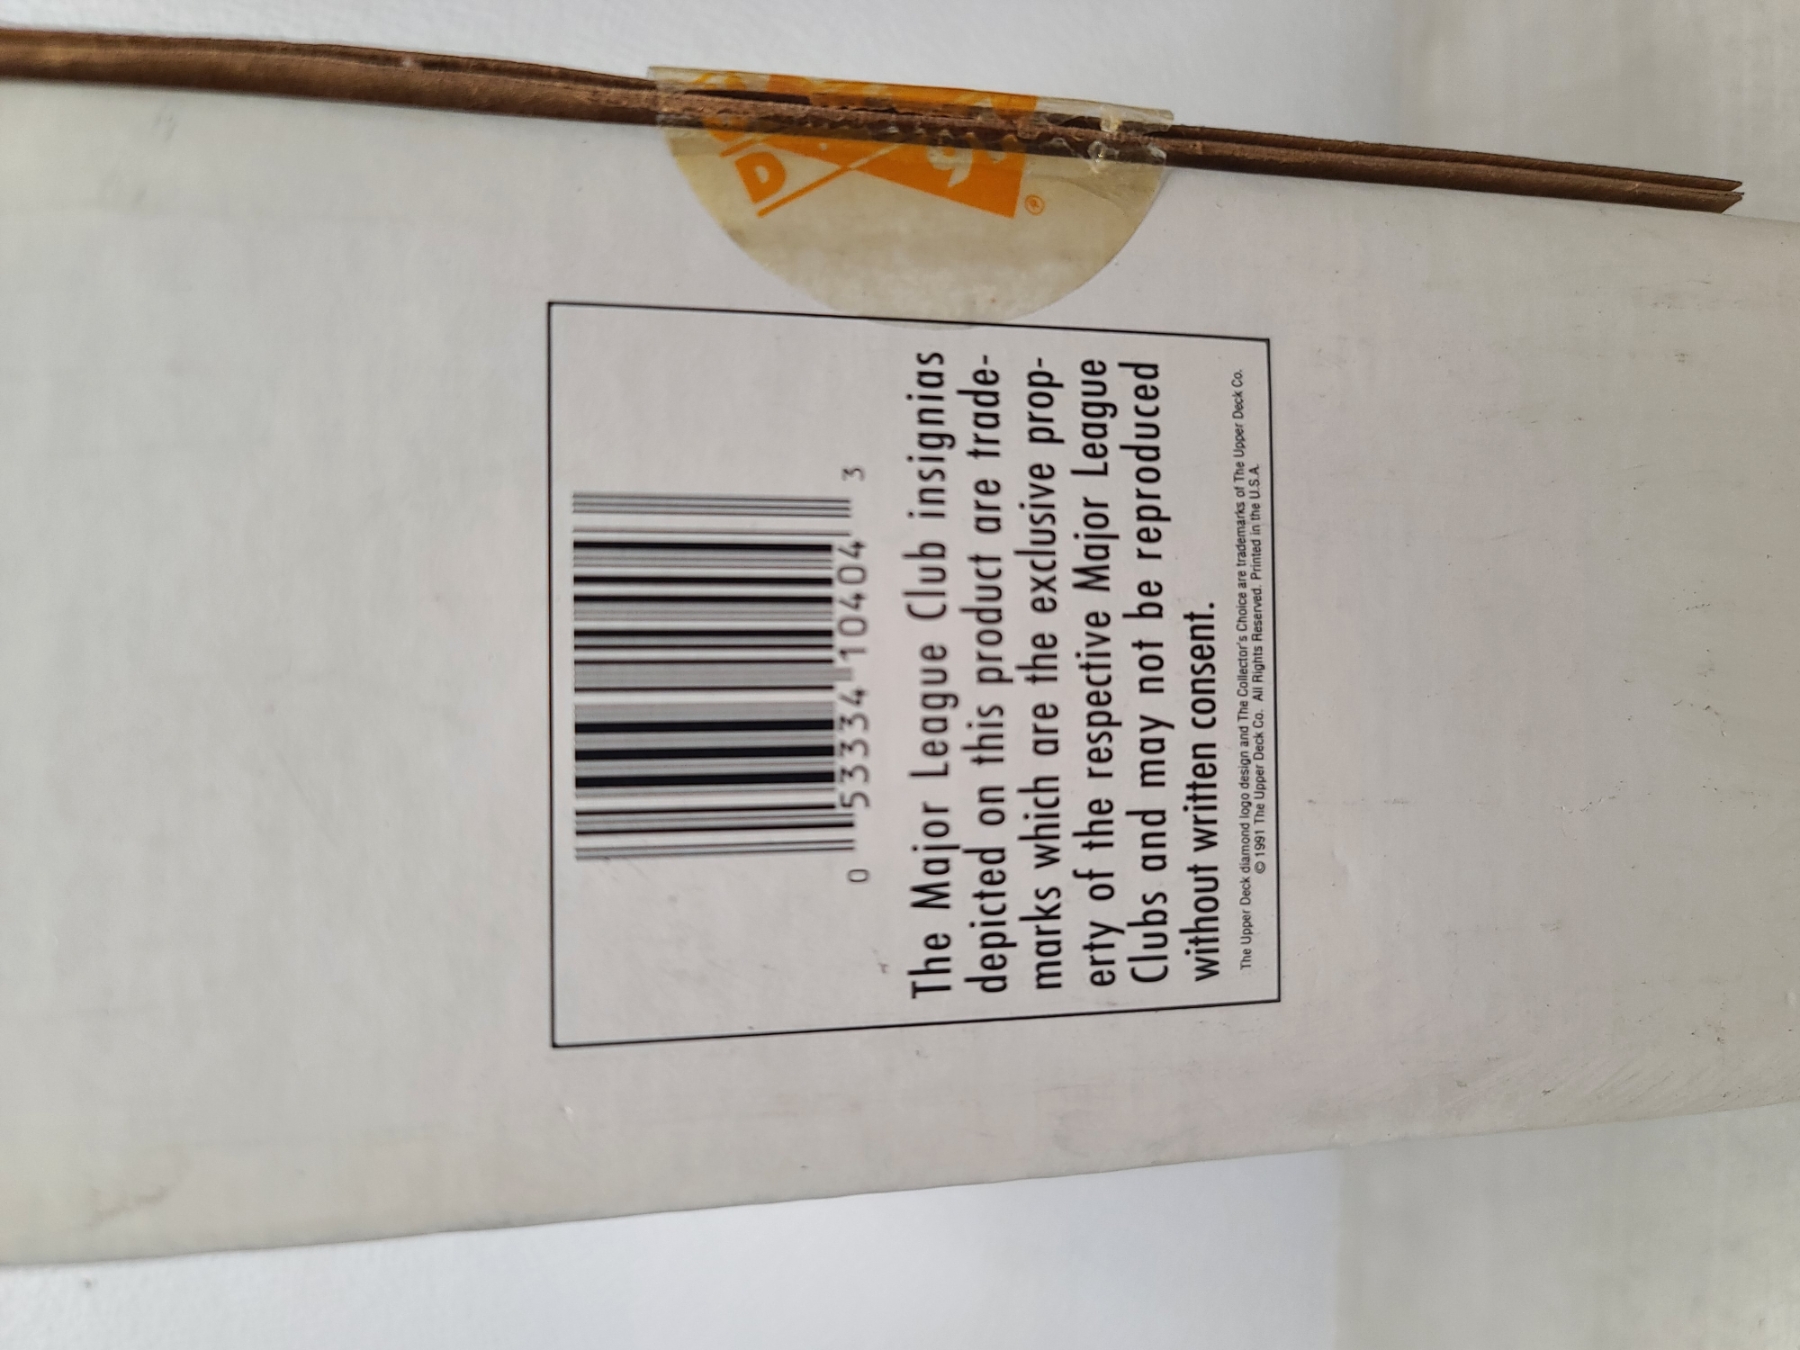 0 53334 10404 3
The Major League Club insignias
depicted on this product are trade-
marks which are the exclusive prop-
erty of the respective Major League
Clubs and may not be reproduced
without written consent.
The Upper Deck diamond logo design and The Collector's Choice are trademarks of The Upper Deck Co.
© 1991 The Upper Deck Co. All Rights Reserved. Printed in the U.S.A.